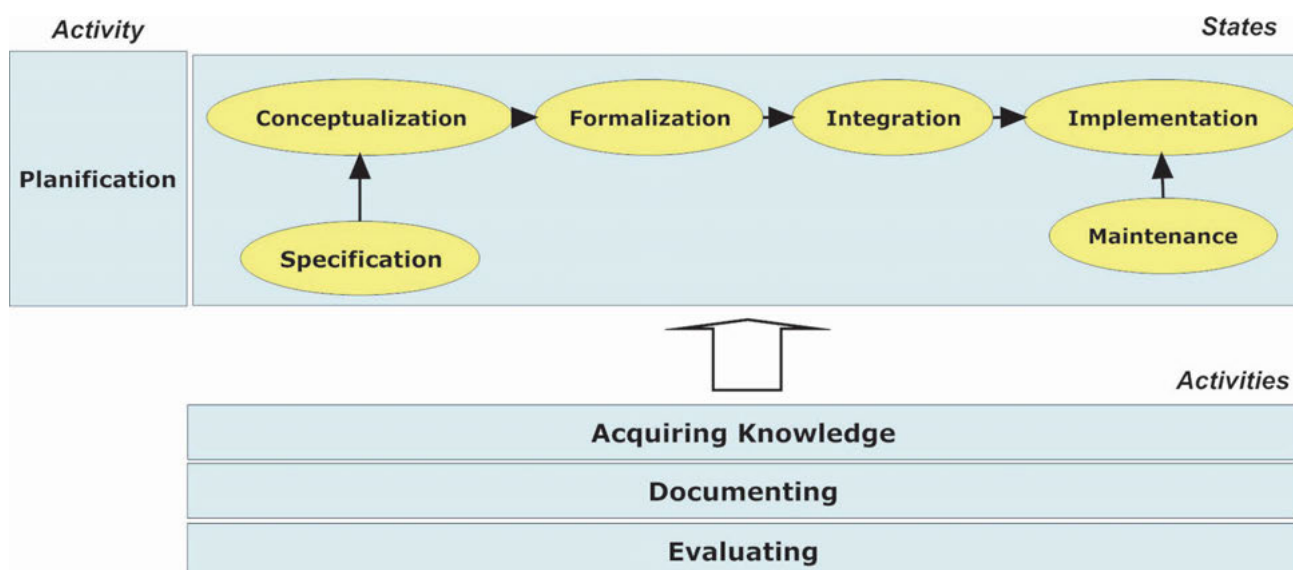 Activity
States
Conceptualization
Formalization
Integration
Implementation
Planification
Specification
Maintenance
Activities
Acquiring Knowledge
Documenting
Evaluating